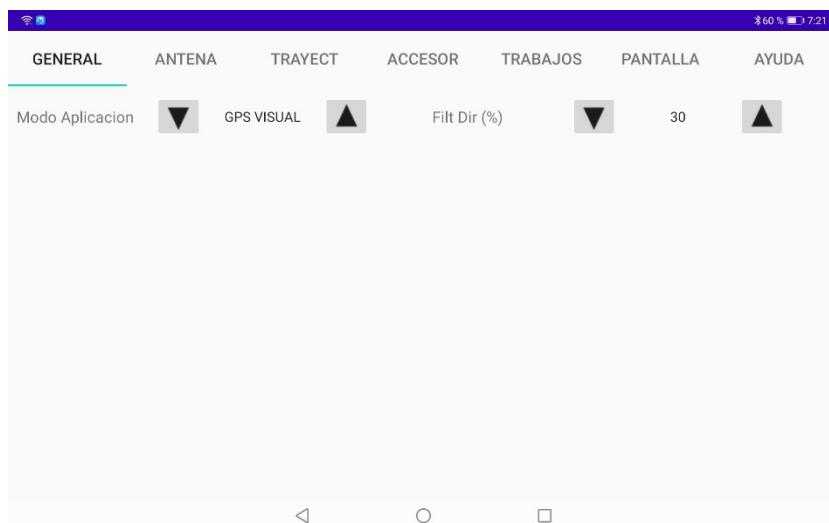 60 % 7:21
GENERAL ANTENA TRAYECT ACCESOR TRABAJOS PANTALLA AYUDA
Modo Aplicacion GPS VISUAL Filt Dir (%) 30